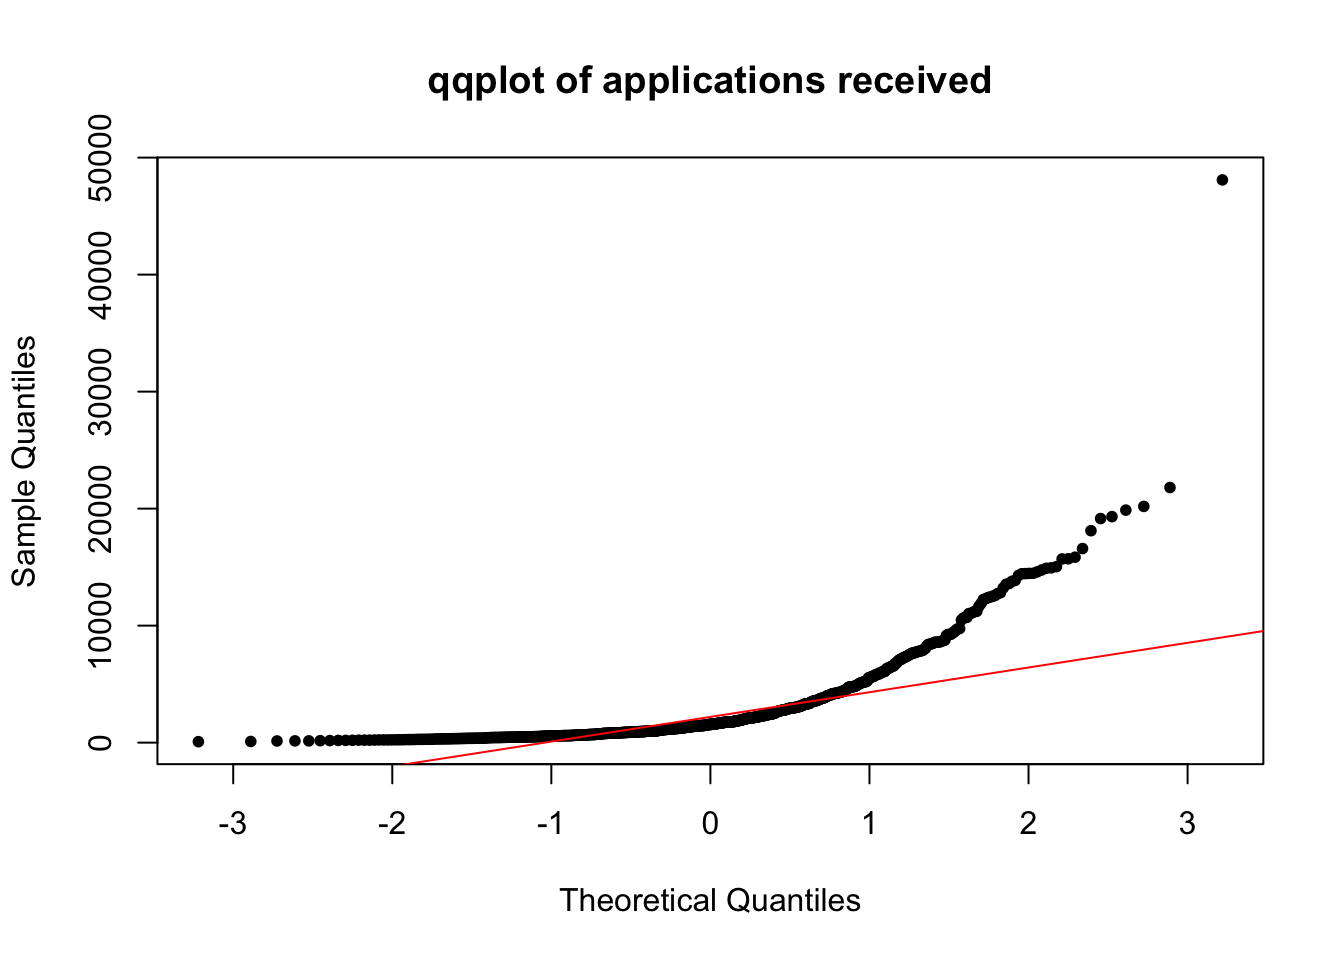 qqplot of applications received
Sample Quantiles
50000
40000
30000
20000
10000
0
-3 -2 -1 0 1 2 3
Theoretical Quantiles